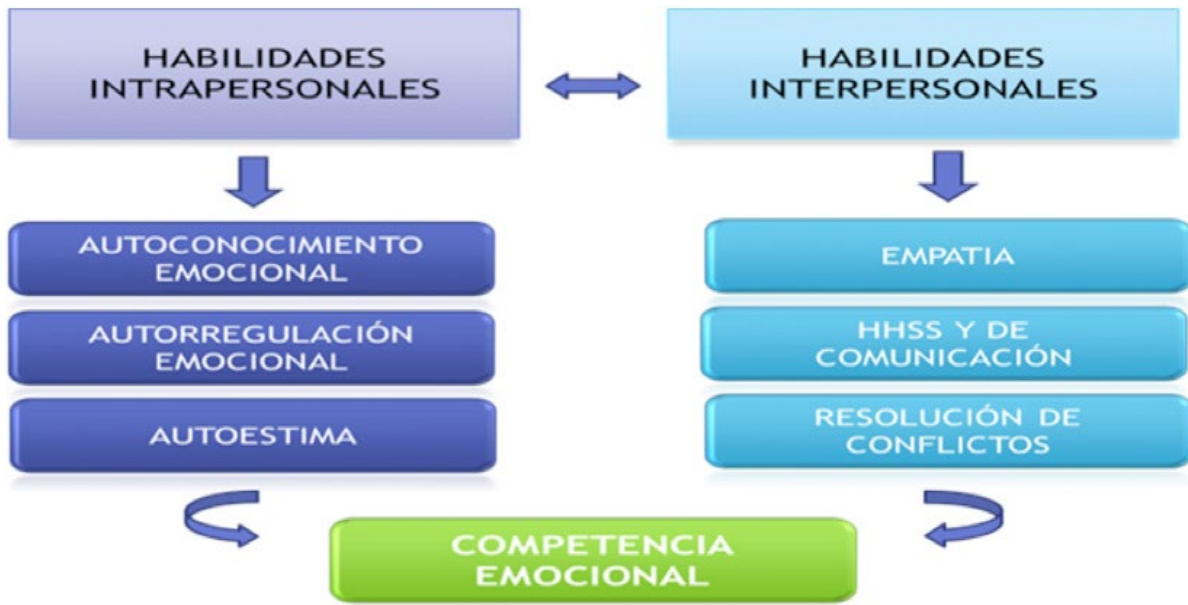 HABILIDADES
INTRAPERSONALES
HABILIDADES
INTERPERSONALES
AUTOCONOCIMIENTO
EMOCIONAL
AUTORREGULACIÓN
EMOCIONAL
AUTOESTIMA
EMPATIA
HHSS Y DE
COMUNICACIÓN
RESOLUCIÓN DE
CONFLICTOS
COMPETENCIA
EMOCIONAL